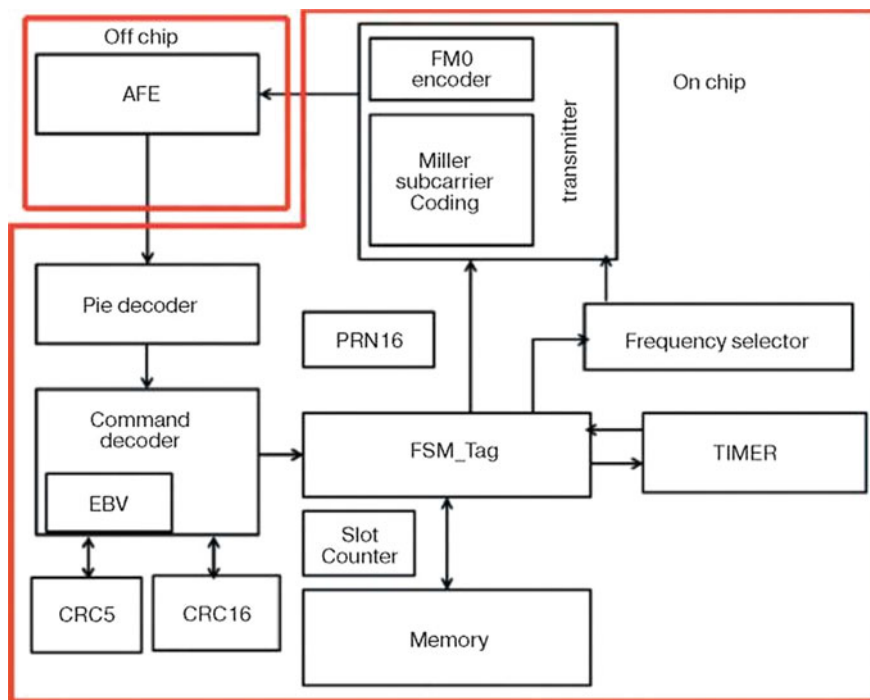 Off chip
AFE
FM0
encoder
Miller
subcarrier
Coding
transmitter
On chip
Pie decoder
PRN16
Frequency selector
Command
decoder
EBV
FSM_Tag
TIMER
Slot
Counter
CRC5
CRC16
Memory